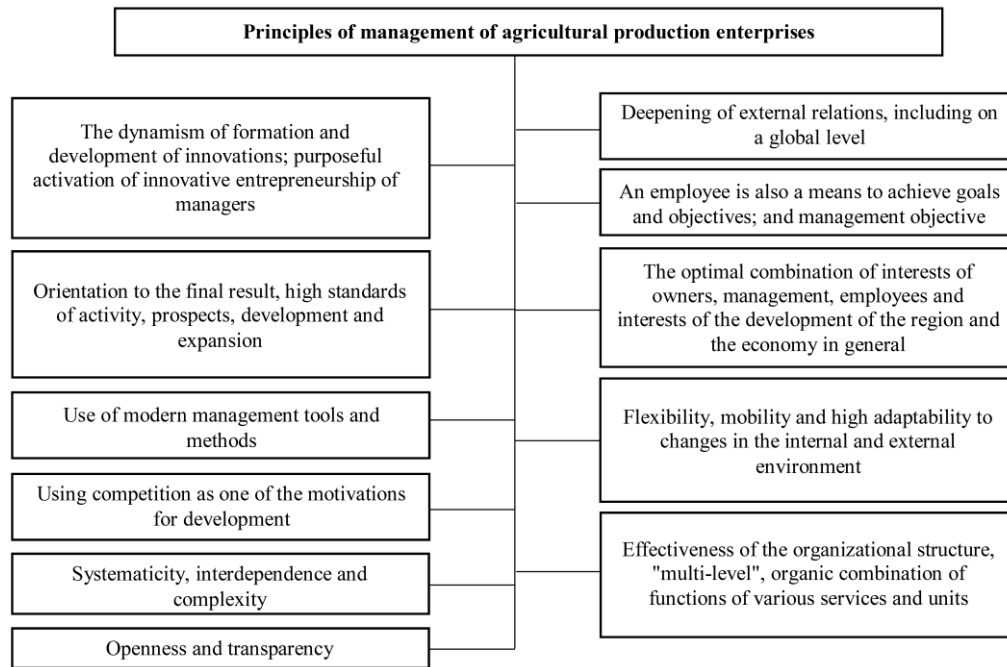 Principles of management of agricultural production enterprises
The dynamism of formation and
development of innovations; purposeful
activation of innovative entrepreneurship of
managers
Orientation to the final result, high standards
of activity, prospects, development and
expansion
Use of modern management tools and
methods
Using competition as one of the motivations
for development
Systematicity, interdependence and
complexity
Openness and transparency
Deepening of external relations, including on
a global level
An employee is also a means to achieve goals
and objectives; and management objective
The optimal combination of interests of
owners, management, employees and
interests of the development of the region and
the economy in general
Flexibility, mobility and high adaptability to
changes in the internal and external
environment
Effectiveness of the organizational structure,
"multi-level", organic combination of
functions of various services and units